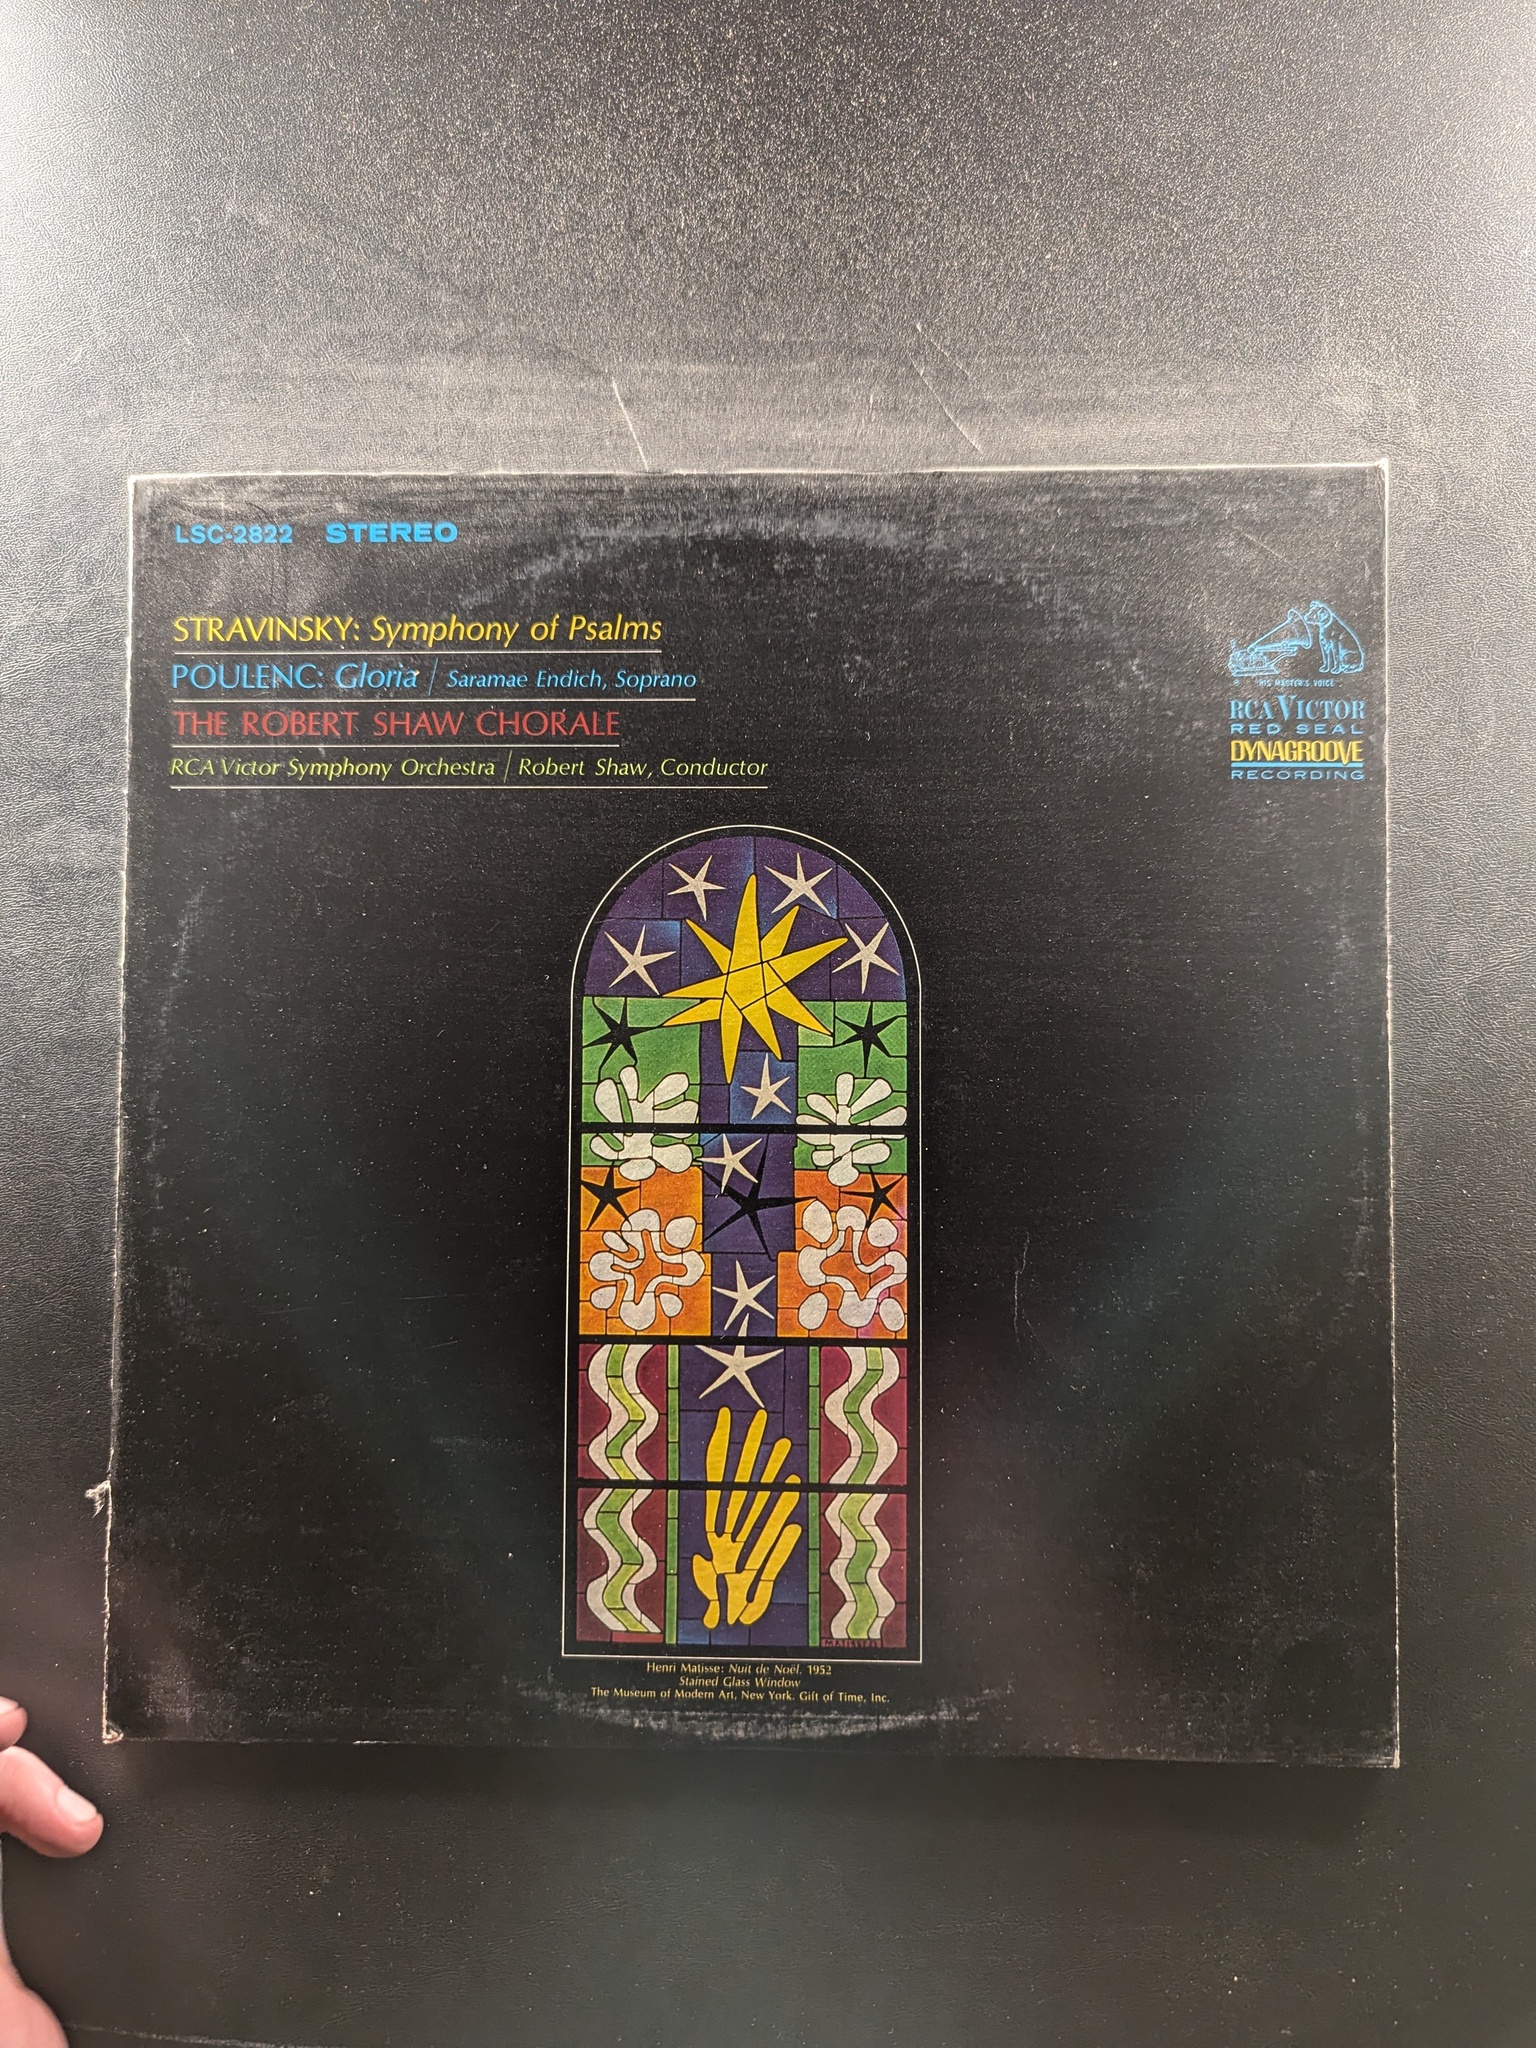 LSC-2822 STEREO
STRAVINSKY: Symphony of Psalms
POULENC: Gloria / Saramae Endich, Soprano
THE ROBERT SHAW CHORALE
RCA Victor Symphony Orchestra / Robert Shaw, Conductor
® "HIS MASTER'S VOICE"
RCA VICTOR
RED SEAL
DYNAGROOVE
RECORDING
MATISSE
Henri Matisse: Nuit de Noël. 1952
Stained Glass Window
The Museum of Modern Art, New York. Gift of Time, Inc.